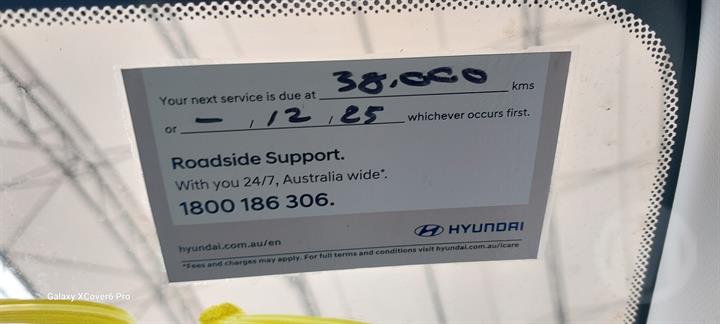 Your next service is due at 38,000 kms
or - / 12 / 25 whichever occurs first.
Roadside Support.
With you 24/7, Australia wide*.
1800 186 306.
HYUNDAI
hyundai.com.au/en
*Fees and charges may apply. For full terms and conditions visit hyundai.com.au/icare
Galaxy XCover6 Pro